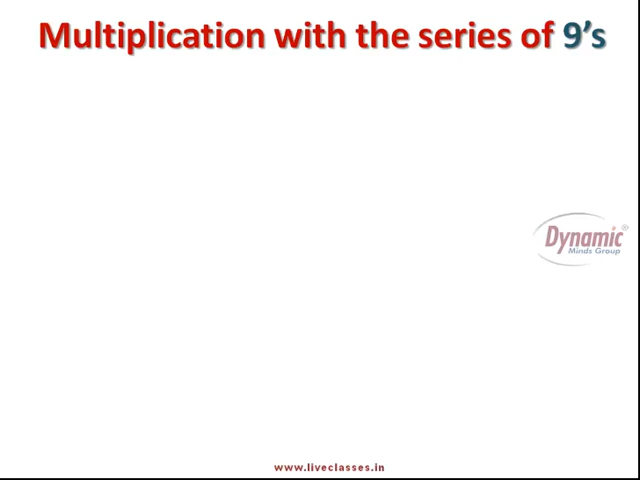 Multiplication with the series of 9's
Dynamic®
Minds Group
www.liveclasses.in